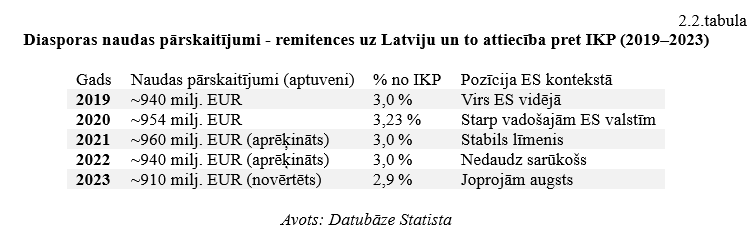 2.2.tabula
Diasporas naudas pārskaitījumi - remitences uz Latviju un to attiecība pret IKP (2019–2023)
Gads Naudas pārskaitījumi (aptuveni) % no IKP Pozīcija ES kontekstā
2019 ~940 milj. EUR 3,0 % Virs ES vidējā
2020 ~954 milj. EUR 3,23 % Starp vadošajām ES valstīm
2021 ~960 milj. EUR (aprēķināts) 3,0 % Stabils līmenis
2022 ~940 milj. EUR (aprēķināts) 3,0 % Nedaudz sarūkošs
2023 ~910 milj. EUR (novērtēts) 2,9 % Joprojām augsts
Avots: Datubāze Statista